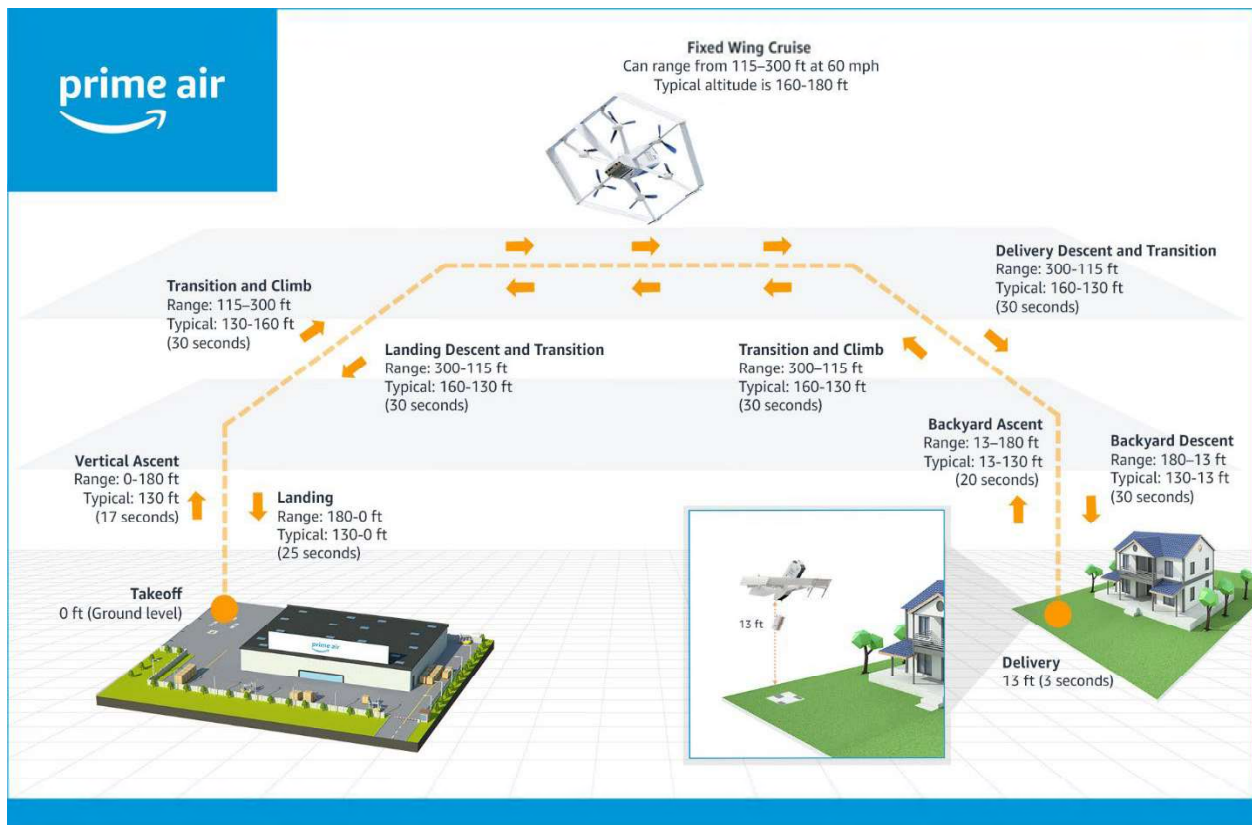 prime air
Fixed Wing Cruise
Can range from 115–300 ft at 60 mph
Typical altitude is 160-180 ft
Transition and Climb
Range: 115–300 ft
Typical: 130-160 ft
(30 seconds)
Delivery Descent and Transition
Range: 300-115 ft
Typical: 160-130 ft
(30 seconds)
Landing Descent and Transition
Range: 300-115 ft
Typical: 160-130 ft
(30 seconds)
Transition and Climb
Range: 300–115 ft
Typical: 160-130 ft
(30 seconds)
Vertical Ascent
Range: 0-180 ft
Typical: 130 ft
(17 seconds)
Landing
Range: 180-0 ft
Typical: 130-0 ft
(25 seconds)
Backyard Ascent
Range: 13–180 ft
Typical: 13-130 ft
(20 seconds)
Backyard Descent
Range: 180–13 ft
Typical: 130-13 ft
(30 seconds)
Takeoff
0 ft (Ground level)
prime air
13 ft
Delivery
13 ft (3 seconds)